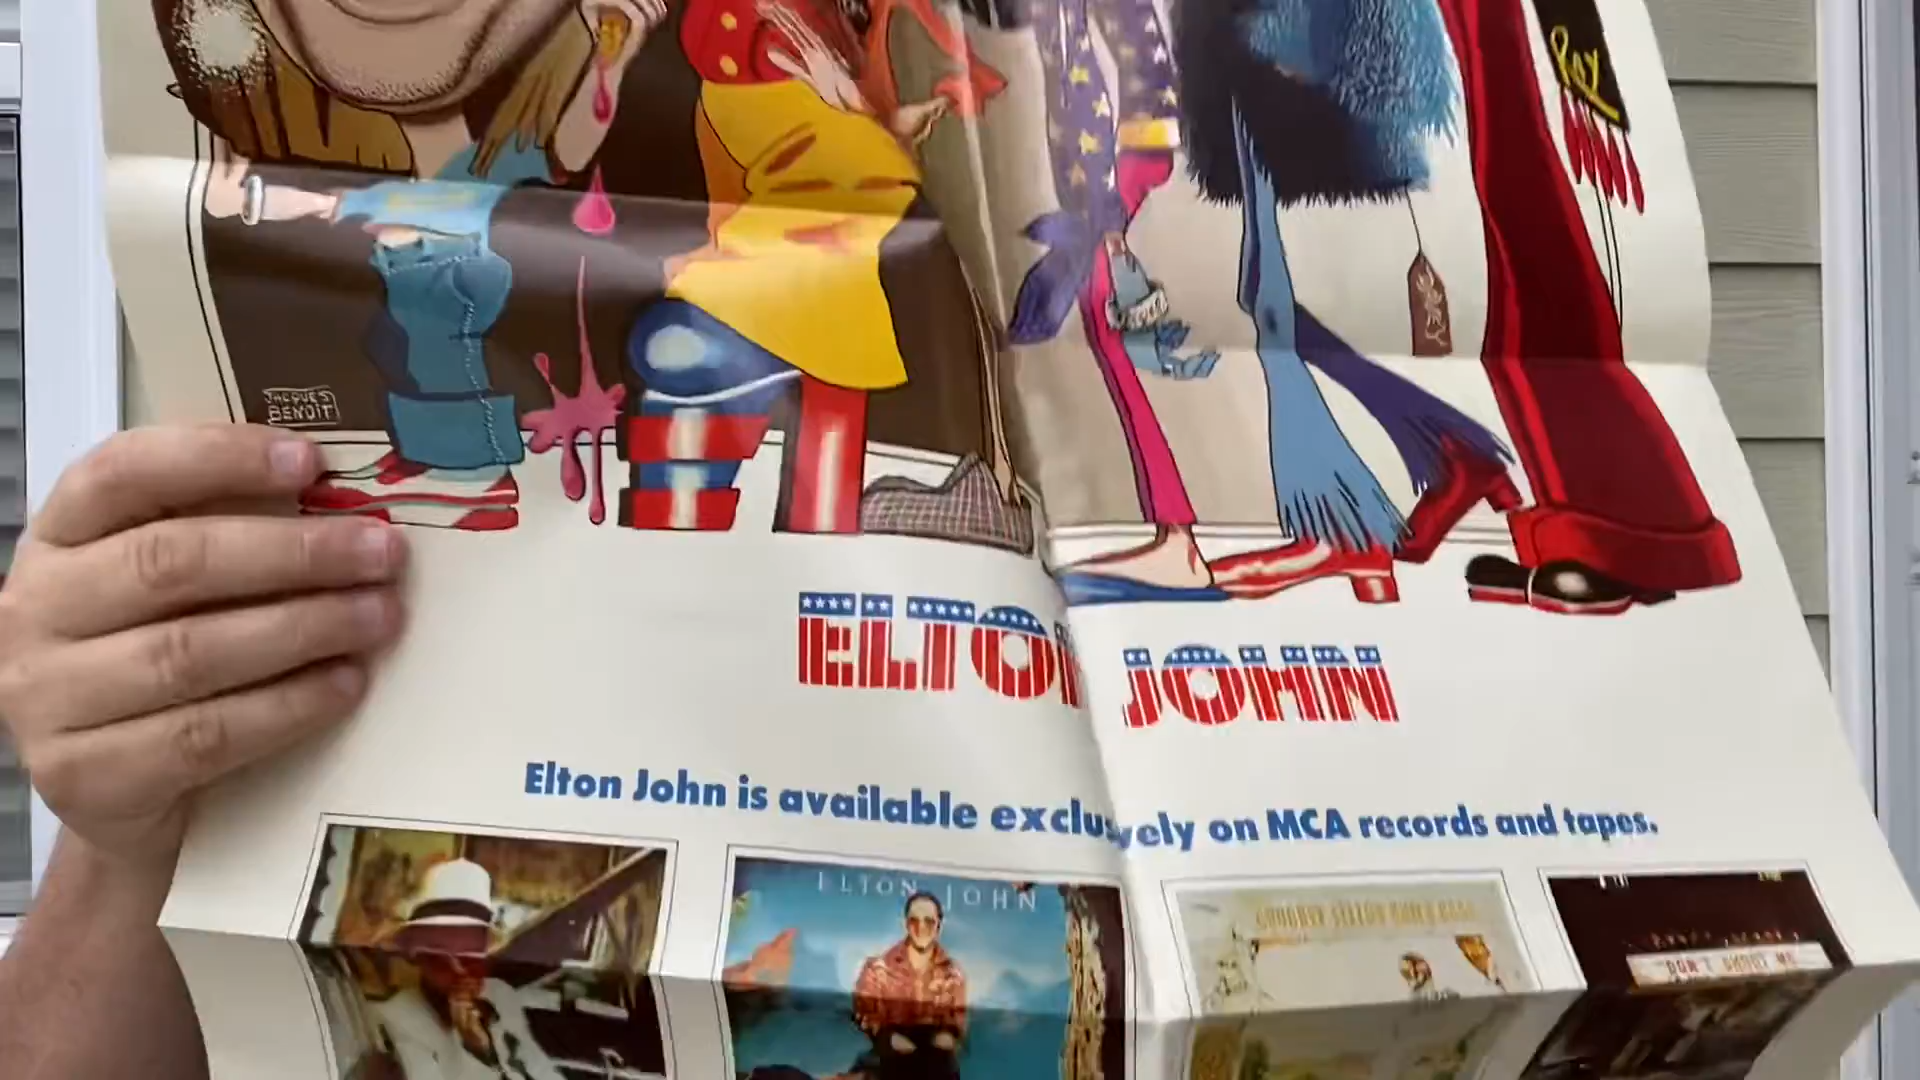 Roy
JACQUES
BENOIT
ELTON JOHN
Elton John is available exclusively on MCA records and tapes.
ELTON JOHN
GOODBYE YELLOW BRICK ROAD
"DON'T SHOOT ME